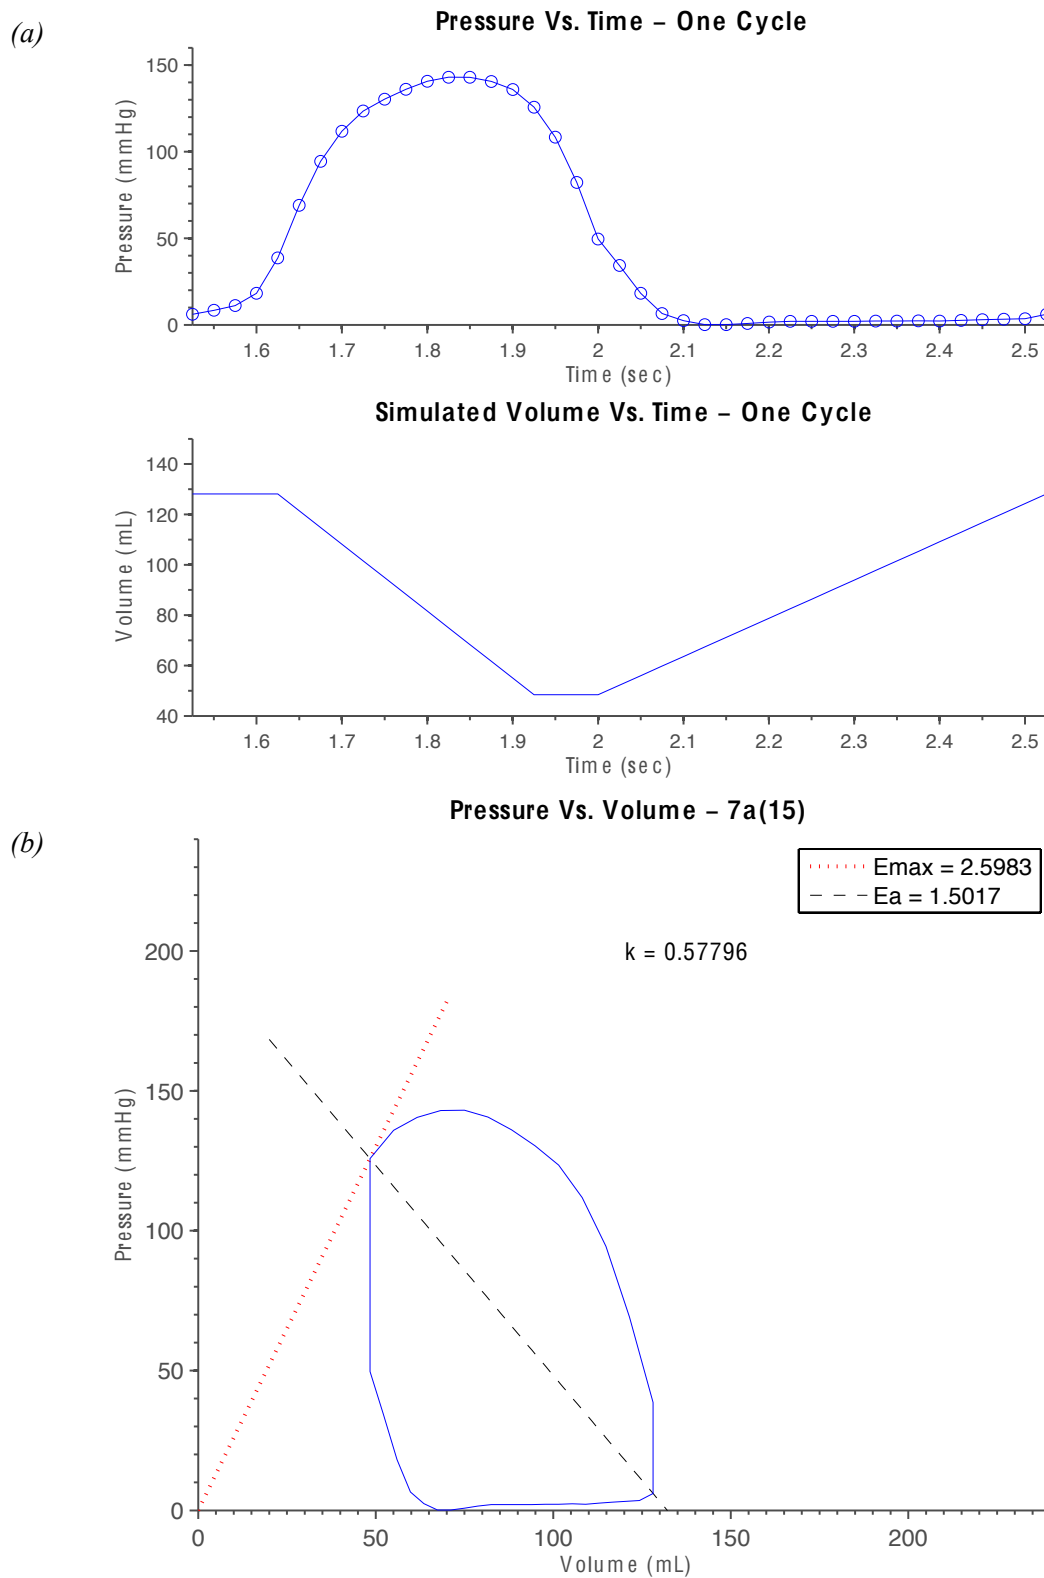 (a)
Pressure Vs. Time – One Cycle
150
100
50
0
Pressure (mmHg)
1.6 1.7 1.8 1.9 2 2.1 2.2 2.3 2.4 2.5
Time (sec)
Simulated Volume Vs. Time – One Cycle
140
120
100
80
60
40
Volume (mL)
1.6 1.7 1.8 1.9 2 2.1 2.2 2.3 2.4 2.5
Time (sec)
(b)
Pressure Vs. Volume – 7a(15)
Emax = 2.5983
Ea = 1.5017
k = 0.57796
200
150
100
50
0
Pressure (mmHg)
0 50 100 150 200
Volume (mL)